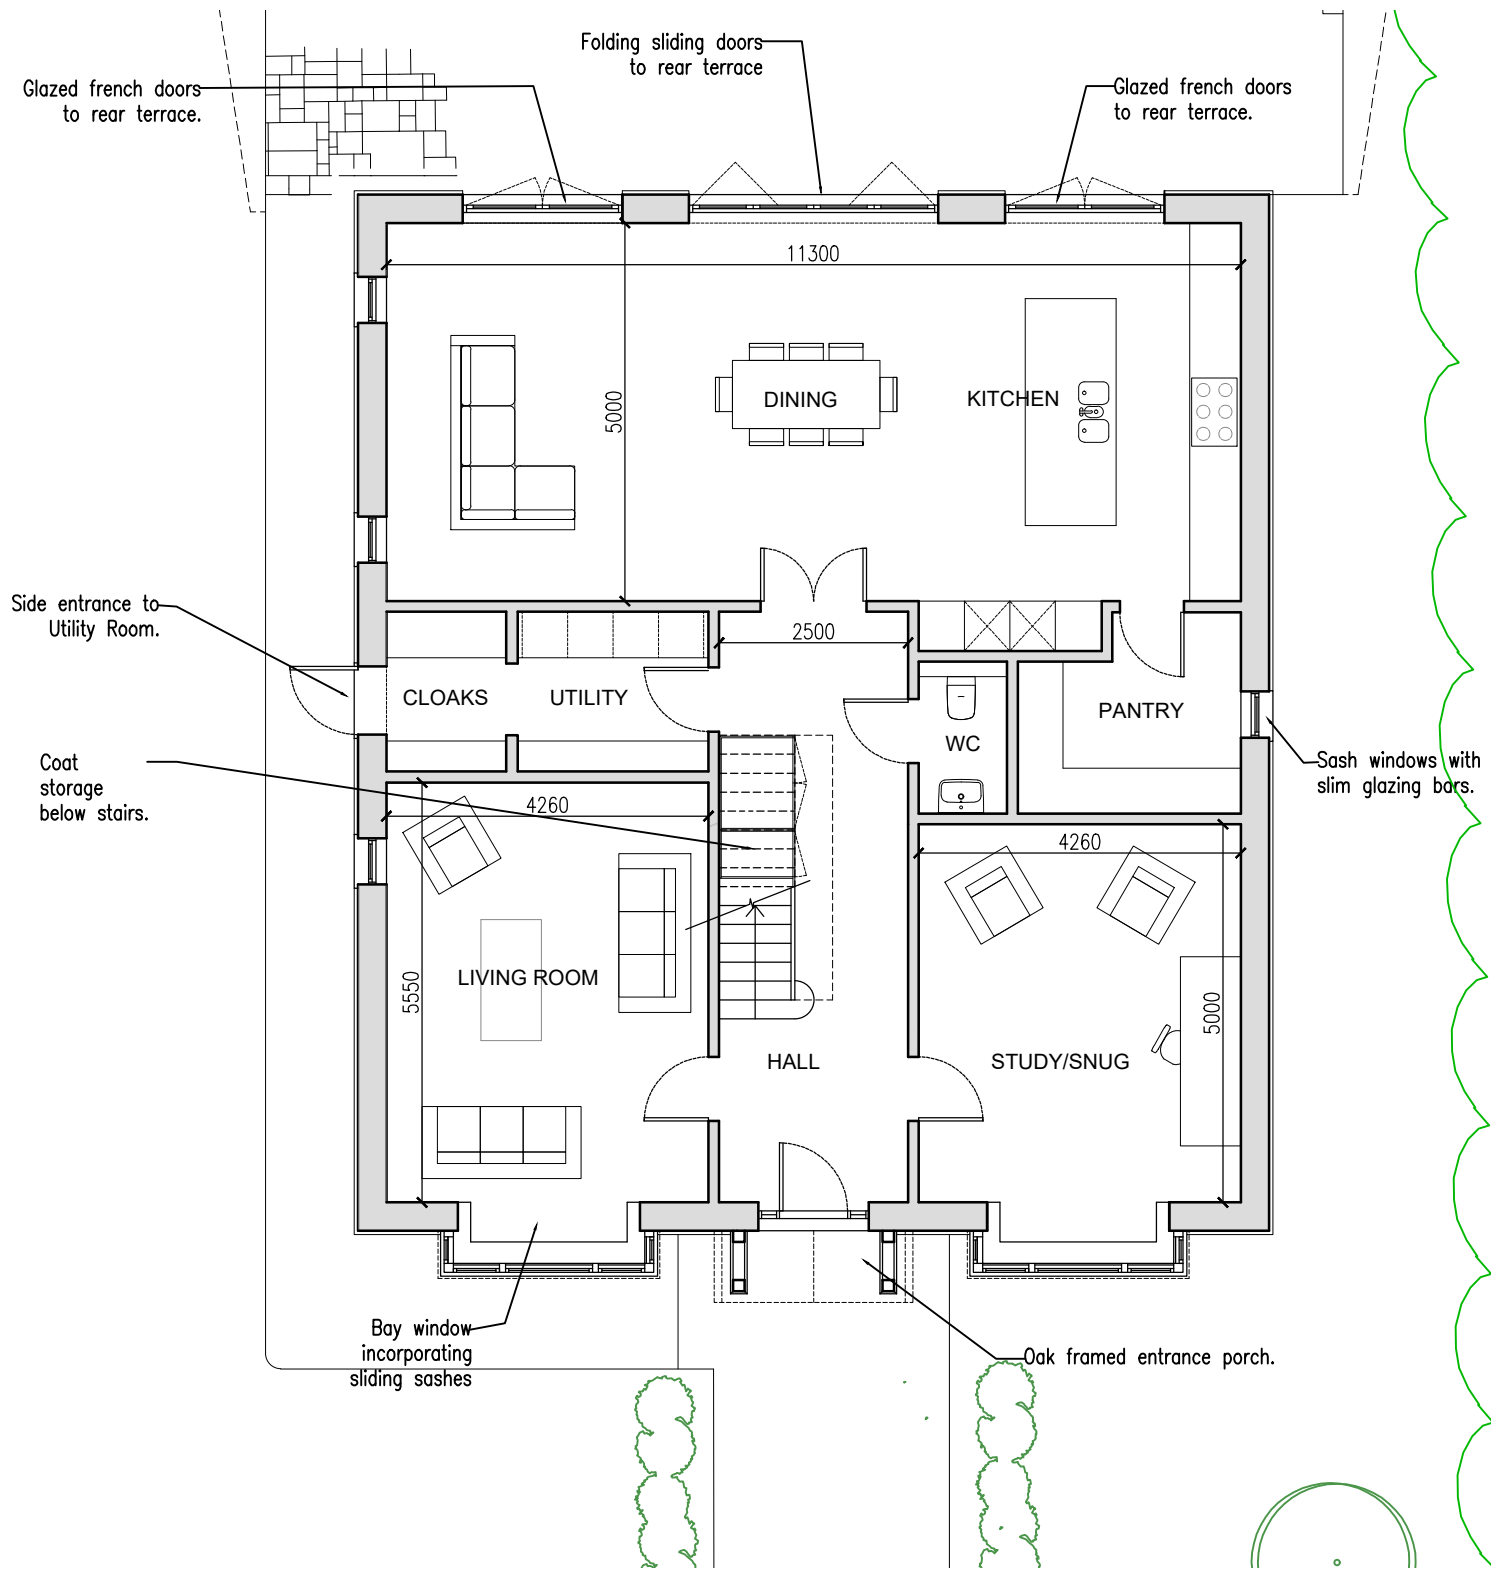 Folding sliding doors
to rear terrace
Glazed french doors
to rear terrace.
Glazed french doors
to rear terrace.
11300
5000
DINING
KITCHEN
Side entrance to
Utility Room.
2500
CLOAKS
UTILITY
PANTRY
WC
Coat
storage
below stairs.
Sash windows with
slim glazing bars.
4260
4260
LIVING ROOM
5550
5000
HALL
STUDY/SNUG
Bay window
incorporating
sliding sashes
Oak framed entrance porch.